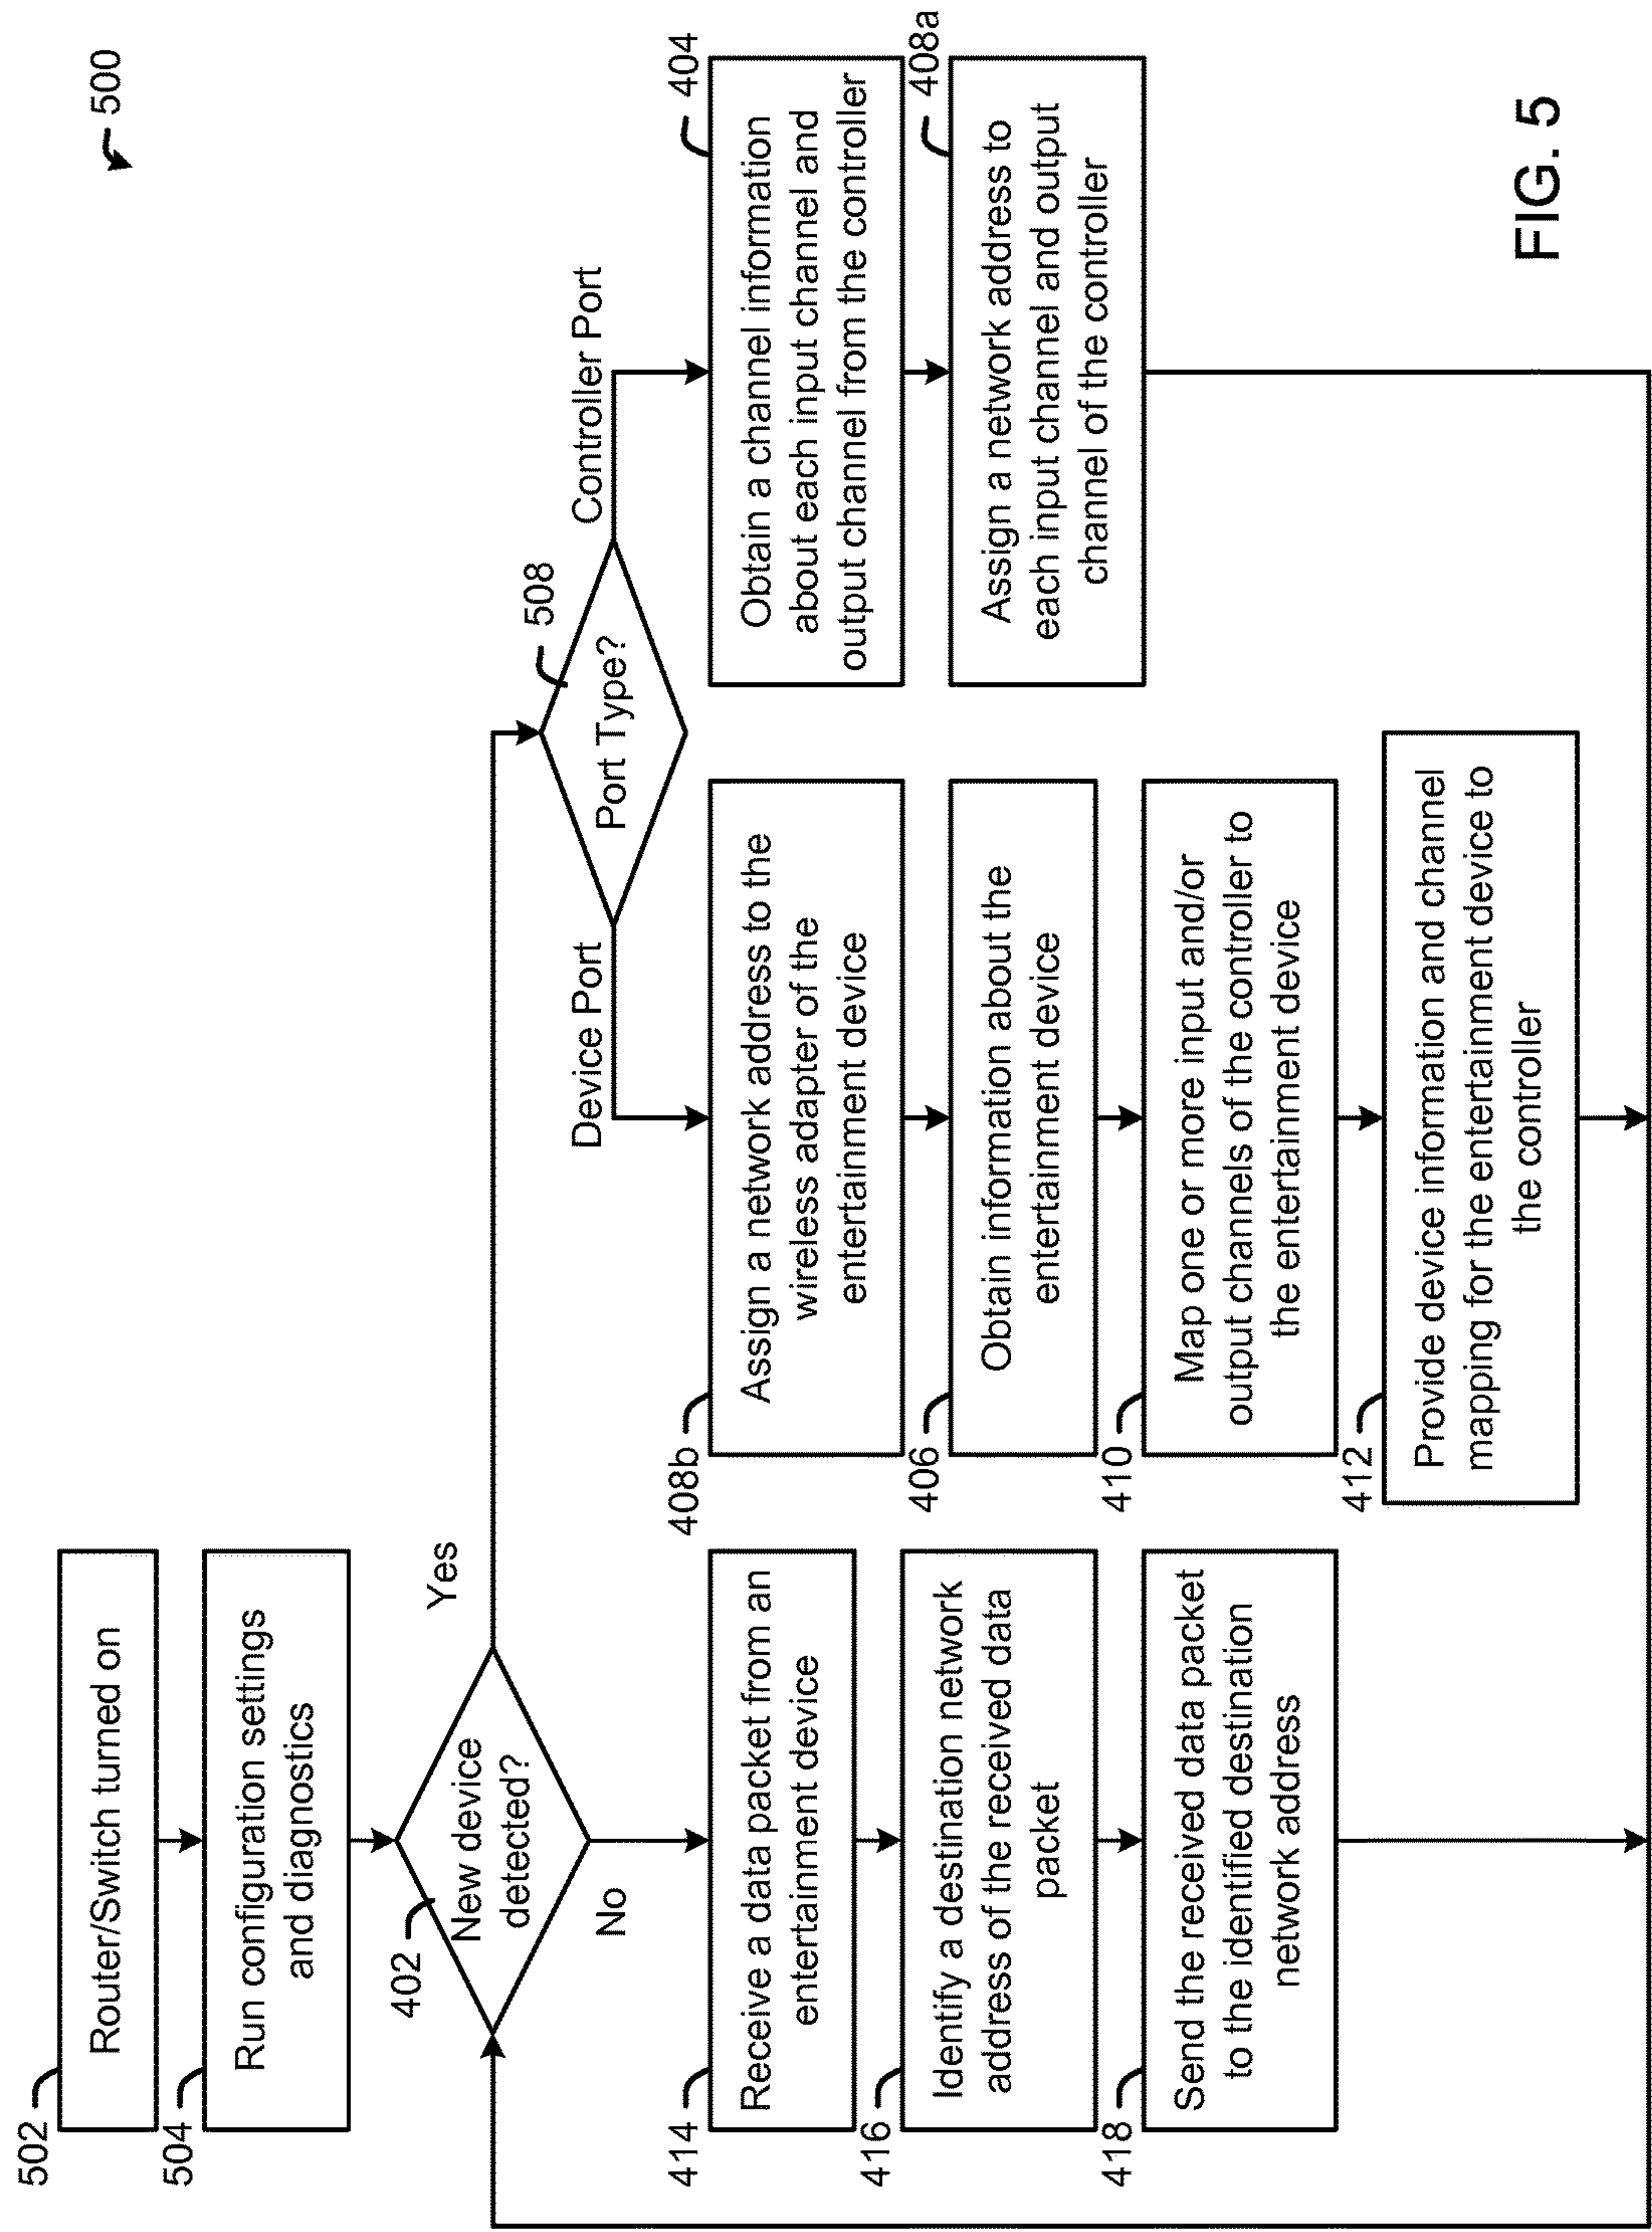 500
502
Router/Switch turned on
504
Run configuration settings
and diagnostics
402
New device
detected?
Yes
No
508
Port Type?
Device Port
Controller Port
414
Receive a data packet from an
entertainment device
416
Identify a destination network
address of the received data
packet
418
Send the received data packet
to the identified destination
network address
408b
Assign a network address to the
wireless adapter of the
entertainment device
406
Obtain information about the
entertainment device
410
Map one or more input and/or
output channels of the controller to
the entertainment device
412
Provide device information and channel
mapping for the entertainment device to
the controller
404
Obtain a channel information
about each input channel and
output channel from the controller
408a
Assign a network address to
each input channel and output
channel of the controller
FIG. 5